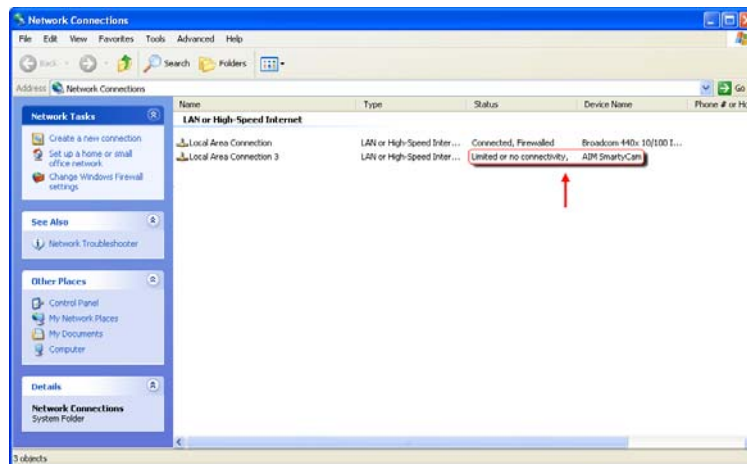 Network Connections
File Edit View Favorites Tools Advanced Help
Back Search Folders
Address Network Connections Go
Name Type Status Device Name Phone # or Ho
LAN or High-Speed Internet
Local Area Connection LAN or High-Speed Inter... Connected, Firewalled Broadcom 440x 10/100 I...
Local Area Connection 3 LAN or High-Speed Inter... Limited or no connectivity, AIM SmartyCam
Network Tasks
Create a new connection
Set up a home or small
office network
Change Windows Firewall
settings
See Also
Network Troubleshooter
Other Places
Control Panel
My Network Places
My Documents
Computer
Details
Network Connections
System Folder
3 objects